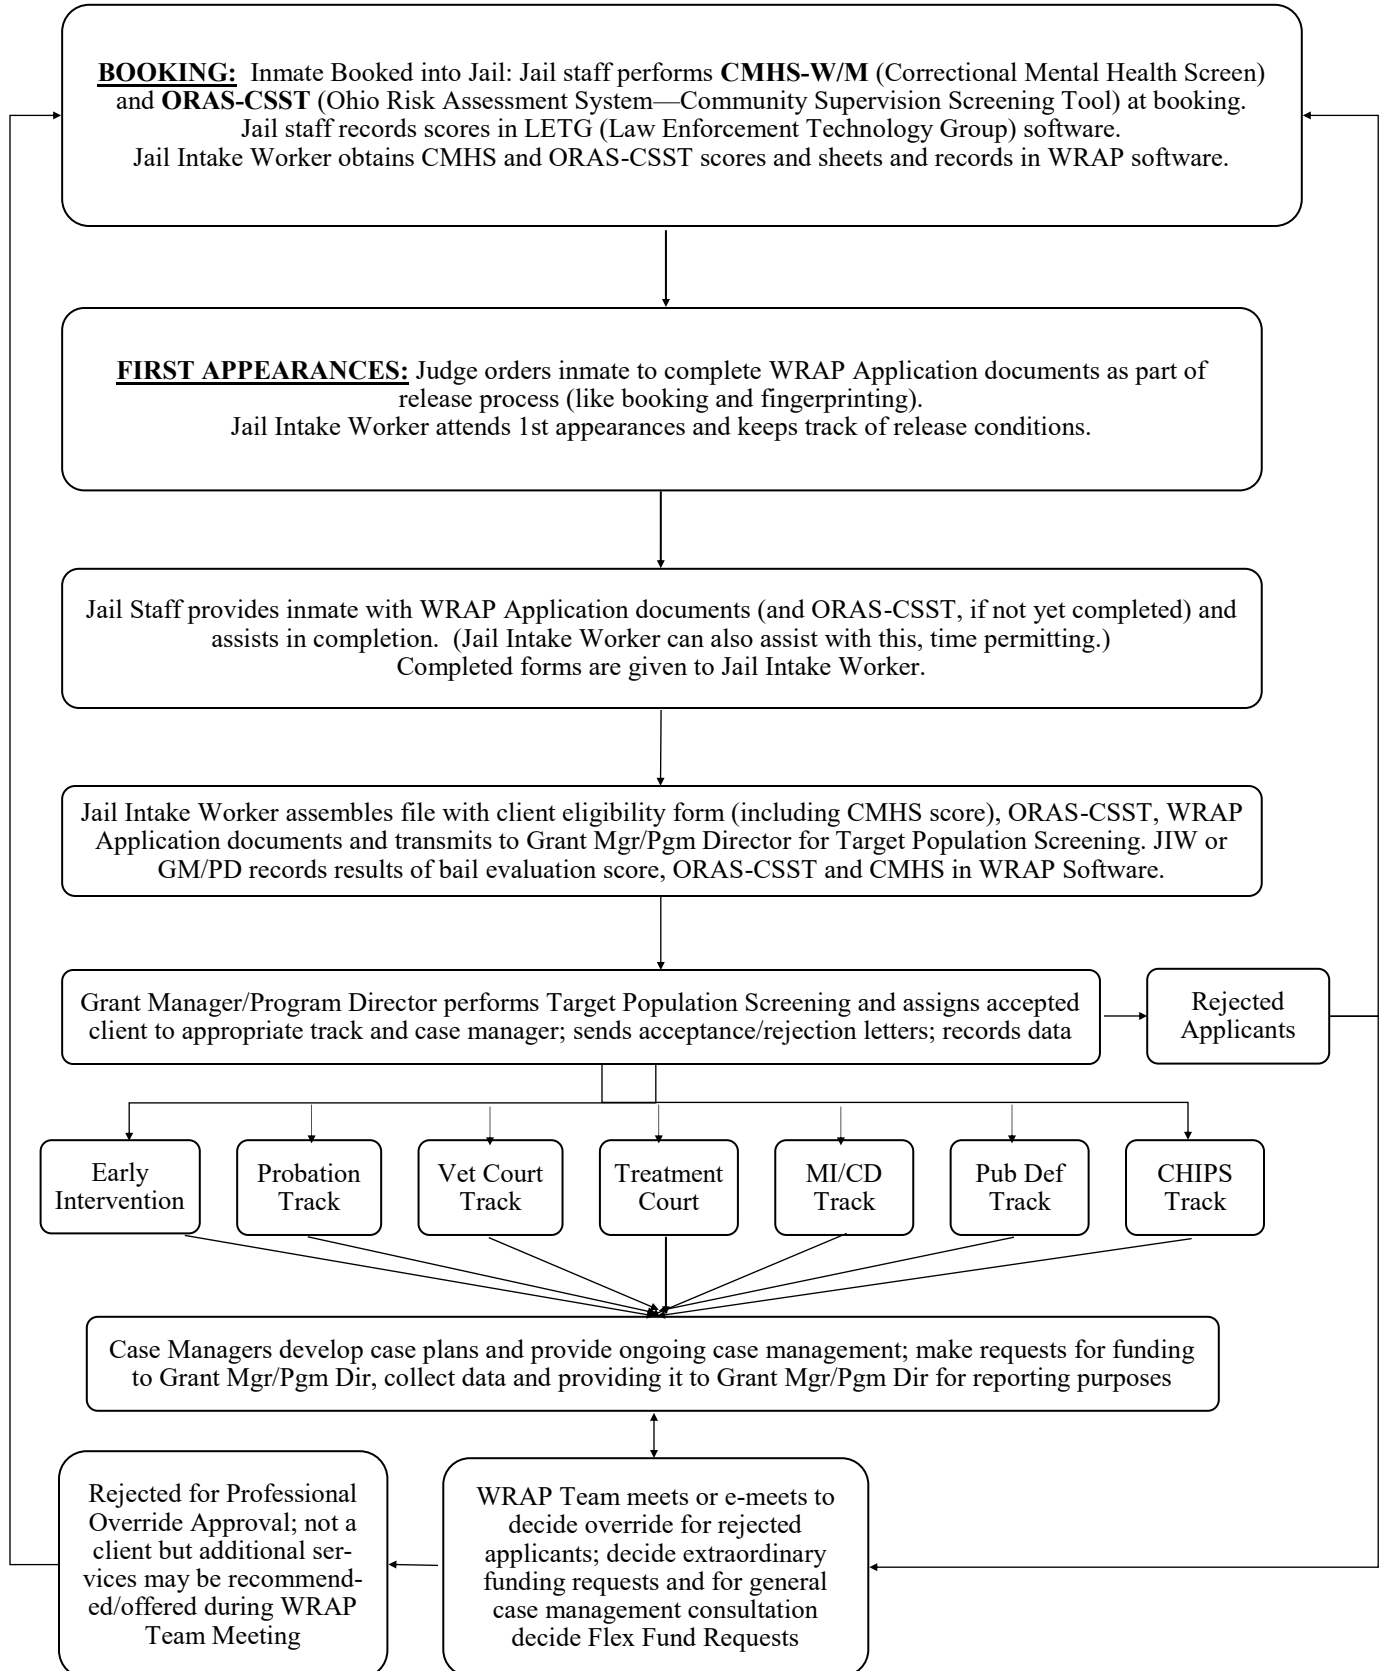 BOOKING: Inmate Booked into Jail: Jail staff performs CMHS-W/M (Correctional Mental Health Screen)
and ORAS-CSST (Ohio Risk Assessment System—Community Supervision Screening Tool) at booking.
Jail staff records scores in LETG (Law Enforcement Technology Group) software.
Jail Intake Worker obtains CMHS and ORAS-CSST scores and sheets and records in WRAP software.
FIRST APPEARANCES: Judge orders inmate to complete WRAP Application documents as part of
release process (like booking and fingerprinting).
Jail Intake Worker attends 1st appearances and keeps track of release conditions.
Jail Staff provides inmate with WRAP Application documents (and ORAS-CSST, if not yet completed) and
assists in completion. (Jail Intake Worker can also assist with this, time permitting.)
Completed forms are given to Jail Intake Worker.
Jail Intake Worker assembles file with client eligibility form (including CMHS score), ORAS-CSST, WRAP
Application documents and transmits to Grant Mgr/Pgm Director for Target Population Screening. JIW or
GM/PD records results of bail evaluation score, ORAS-CSST and CMHS in WRAP Software.
Grant Manager/Program Director performs Target Population Screening and assigns accepted
client to appropriate track and case manager; sends acceptance/rejection letters; records data
Rejected
Applicants
Early
Intervention
Probation
Track
Vet Court
Track
Treatment
Court
MI/CD
Track
Pub Def
Track
CHIPS
Track
Case Managers develop case plans and provide ongoing case management; make requests for funding
to Grant Mgr/Pgm Dir, collect data and providing it to Grant Mgr/Pgm Dir for reporting purposes
Rejected for Professional
Override Approval; not a
client but additional ser-
vices may be recommend-
ed/offered during WRAP
Team Meeting
WRAP Team meets or e-meets to
decide override for rejected
applicants; decide extraordinary
funding requests and for general
case management consultation
decide Flex Fund Requests